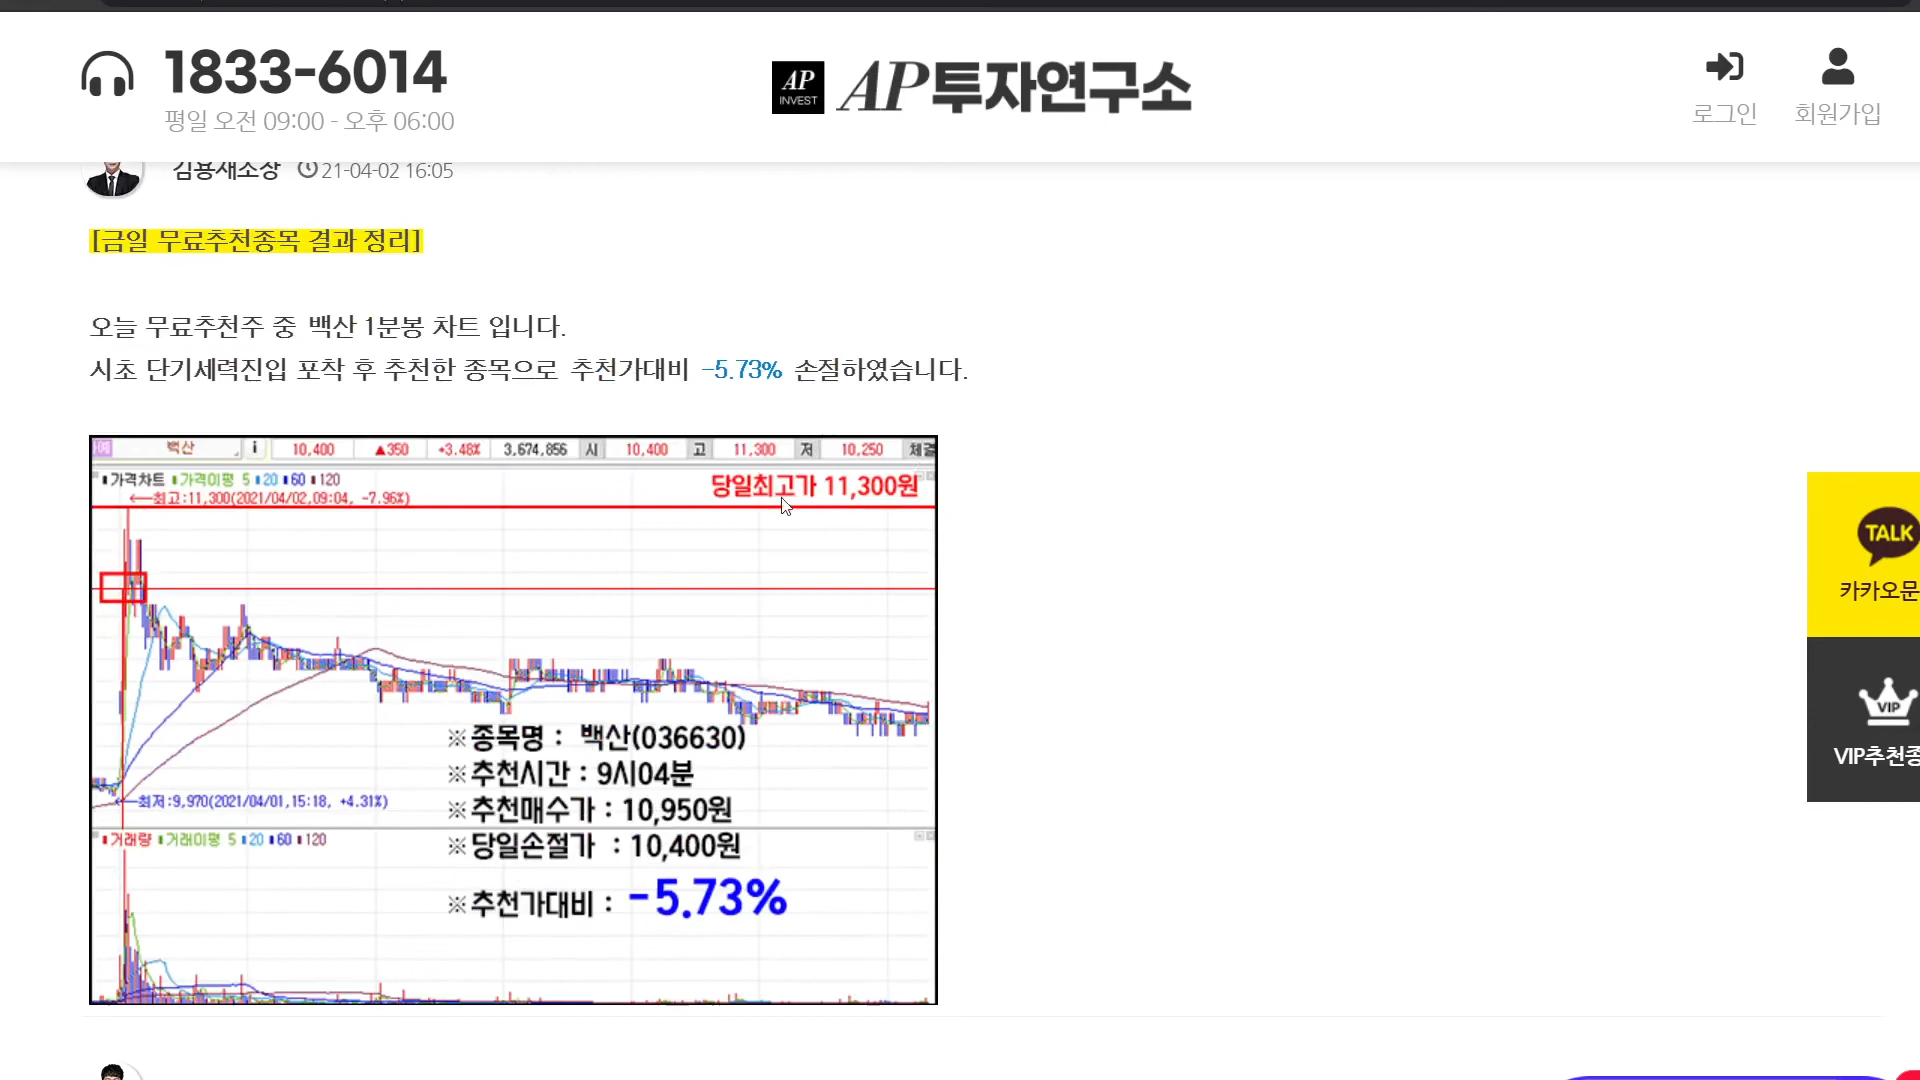 1833-6014
평일 오전 09:00 - 오후 06:00
AP INVEST
AP투자연구소
로그인
회원가입
김용재소장 21-04-02 16:05
[금일 무료추천종목 결과 정리]
오늘 무료추천주 중 백산 1분봉 차트 입니다.
시초 단기세력진입 포착 후 추천한 종목으로 추천가대비 -5.73% 손절하였습니다.
백산 i 10,400 ▲350 +3.48% 3,674,856 시 10,400 고 11,300 저 10,250 체결
가격차트 가격이평 5 20 60 120
당일최고가 11,300원
최고:11,300(2021/04/02,09:04, -7.96%)
※종목명 : 백산(036630)
※추천시간 : 9시04분
최저:9,970(2021/04/01,15:18, +4.31%)
※추천매수가 : 10,950원
거래량 거래이평 5 20 60 120
※당일손절가 : 10,400원
※추천가대비 : -5.73%
TALK
카카오문
VIP
VIP추천종